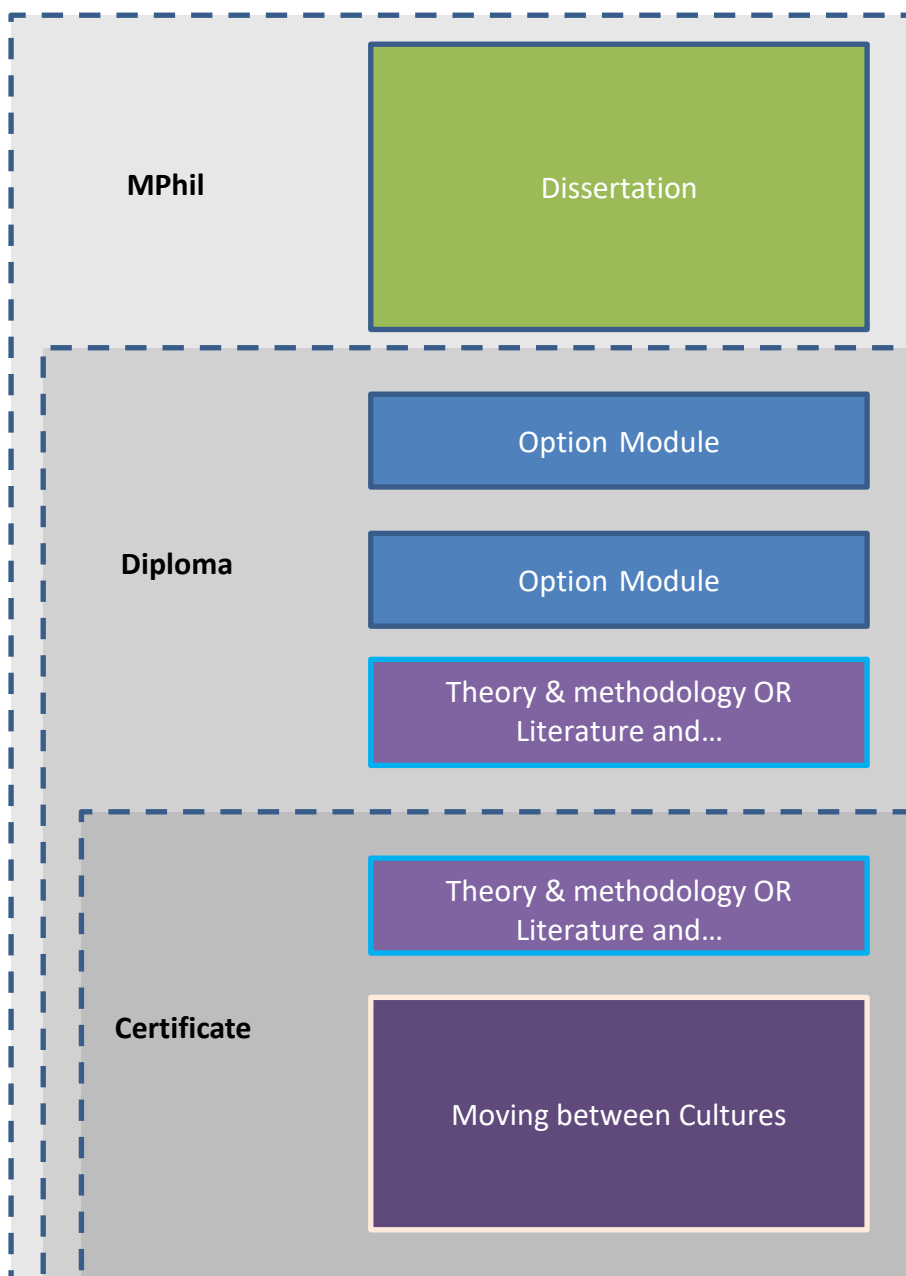 MPhil
Dissertation
Option Module
Diploma
Option Module
Theory & methodology OR
Literature and…
Theory & methodology OR
Literature and…
Certificate
Moving between Cultures